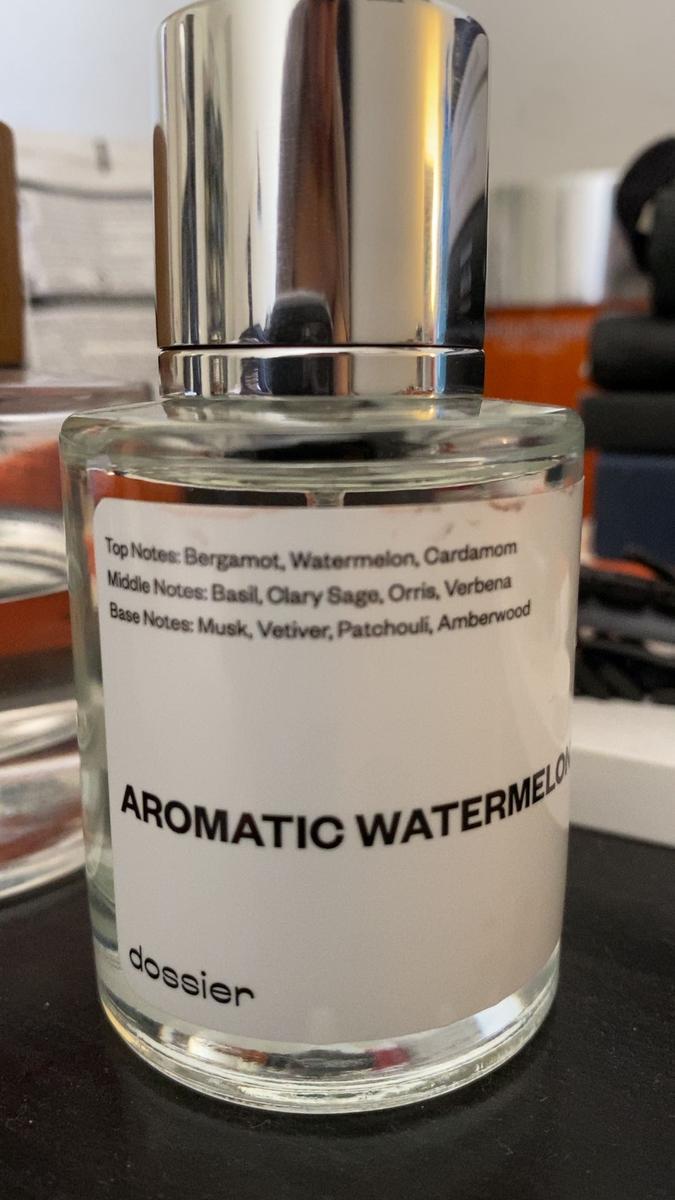 Top Notes: Bergamot, Watermelon, Cardamom
Middle Notes: Basil, Clary Sage, Orris, Verbena
Base Notes: Musk, Vetiver, Patchouli, Amberwood
AROMATIC WATERMELON
dossier